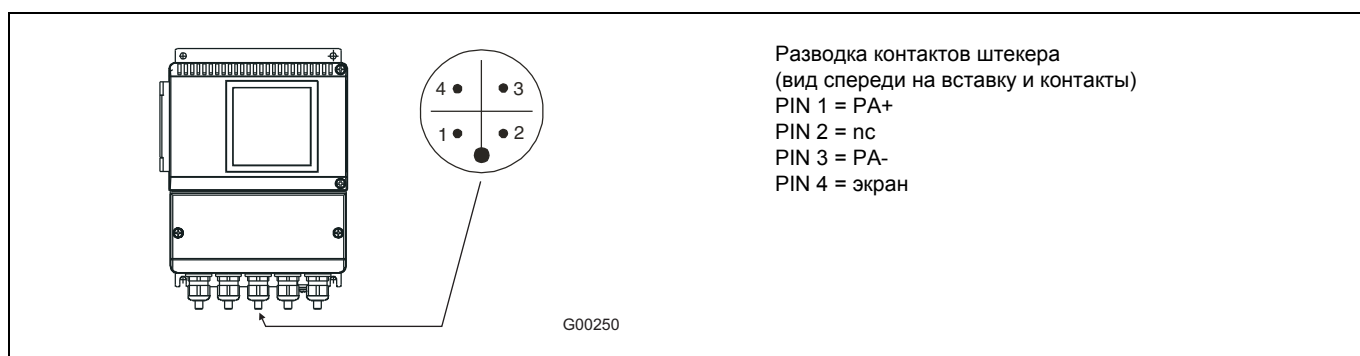 4 3
1 2
G00250
Разводка контактов штекера
(вид спереди на вставку и контакты)
PIN 1 = PA+
PIN 2 = nc
PIN 3 = PA-
PIN 4 = экран